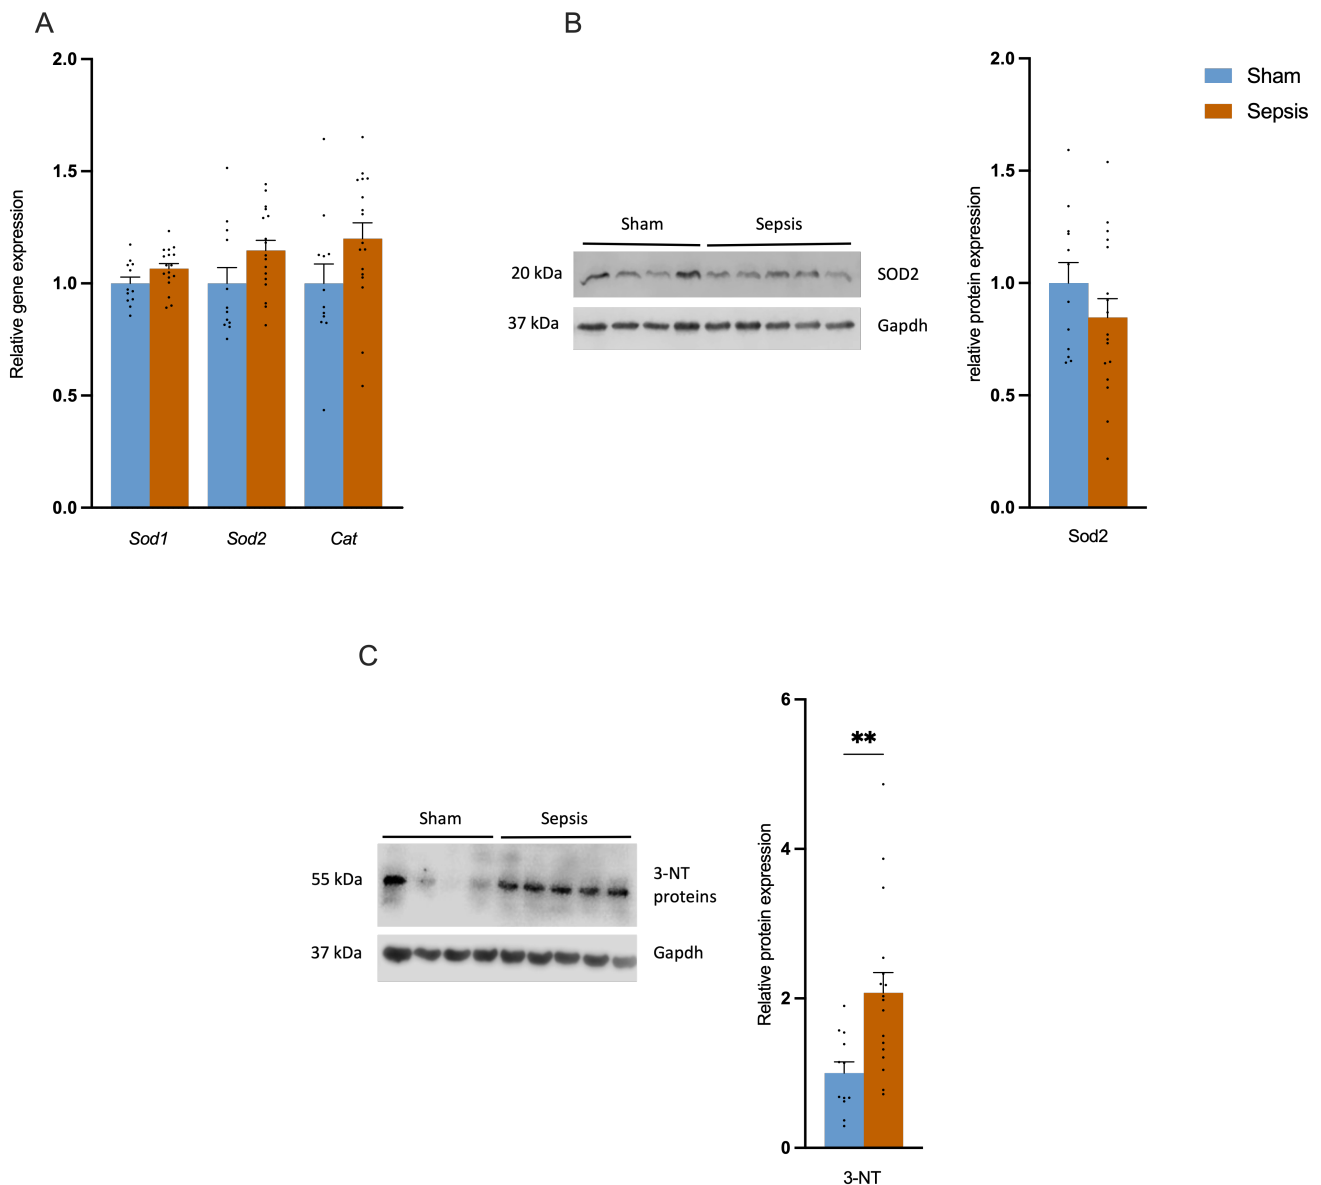 A
2.0
1.5
1.0
0.5
0.0
Relative gene expression
Sod1 Sod2 Cat
B
Sham Sepsis
20 kDa SOD2
37 kDa Gapdh
2.0
1.5
1.0
0.5
0.0
relative protein expression
Sod2
Sham
Sepsis
C
Sham Sepsis
55 kDa 3-NT
proteins
37 kDa Gapdh
6
4
2
0
Relative protein expression
**
3-NT